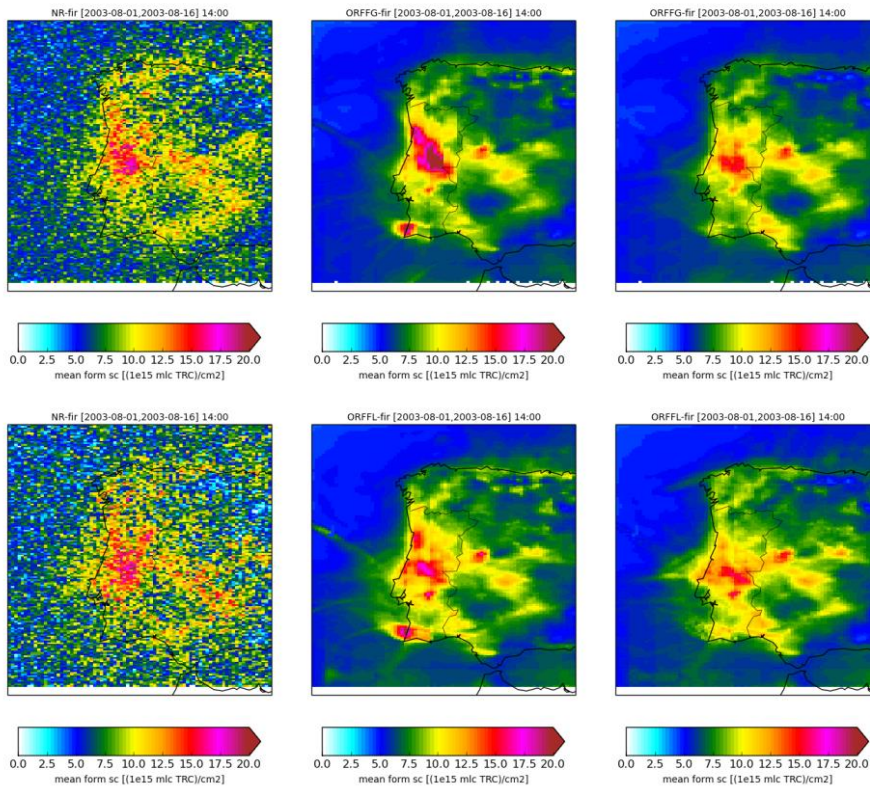 NR-fir [2003-08-01,2003-08-16] 14:00
ORFFG-fir [2003-08-01,2003-08-16] 14:00
ORFFG-fir [2003-08-01,2003-08-16] 14:00
0.0 2.5 5.0 7.5 10.0 12.5 15.0 17.5 20.0
0.0 2.5 5.0 7.5 10.0 12.5 15.0 17.5 20.0
0.0 2.5 5.0 7.5 10.0 12.5 15.0 17.5 20.0
mean form sc [(1e15 mlc TRC)/cm2]
mean form sc [(1e15 mlc TRC)/cm2]
mean form sc [(1e15 mlc TRC)/cm2]
NR-fir [2003-08-01,2003-08-16] 14:00
ORFFL-fir [2003-08-01,2003-08-16] 14:00
ORFFL-fir [2003-08-01,2003-08-16] 14:00
0.0 2.5 5.0 7.5 10.0 12.5 15.0 17.5 20.0
0.0 2.5 5.0 7.5 10.0 12.5 15.0 17.5 20.0
0.0 2.5 5.0 7.5 10.0 12.5 15.0 17.5 20.0
mean form sc [(1e15 mlc TRC)/cm2]
mean form sc [(1e15 mlc TRC)/cm2]
mean form sc [(1e15 mlc TRC)/cm2]